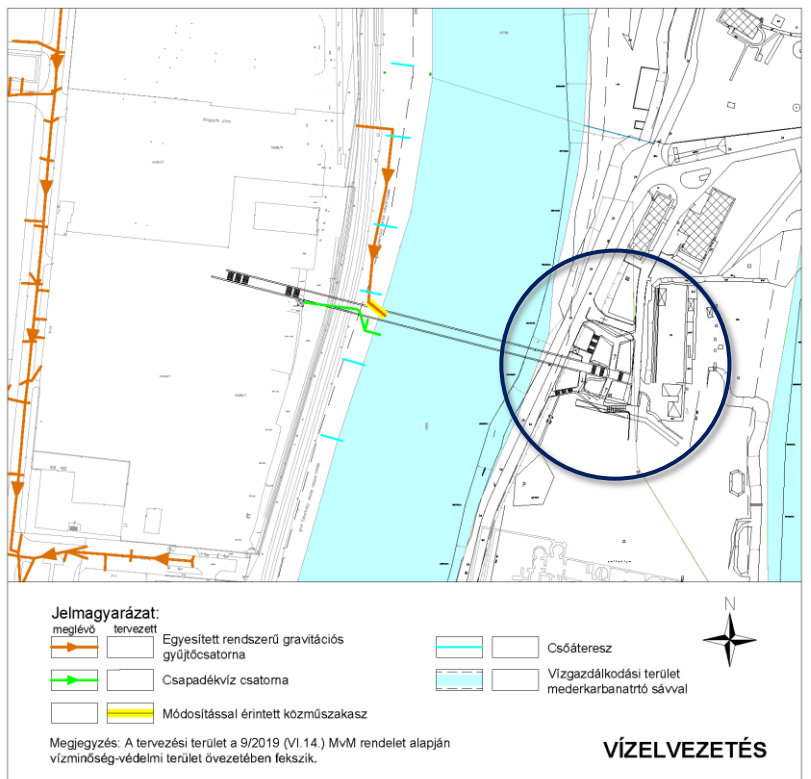 Jelmagyarázat:
meglévő tervezett
Egyesített rendszerű gravitációs
gyűjtőcsatorna
Csapadékvíz csatorna
Módosítással érintett közműszakasz
Csőáteresz
Vízgazdálkodási terület
mederkarbanatrtó sávval
N
Megjegyzés: A tervezési terület a 9/2019 (VI.14.) MvM rendelet alapján
vízminőség-védelmi terület övezetében fekszik.
VÍZELVEZETÉS